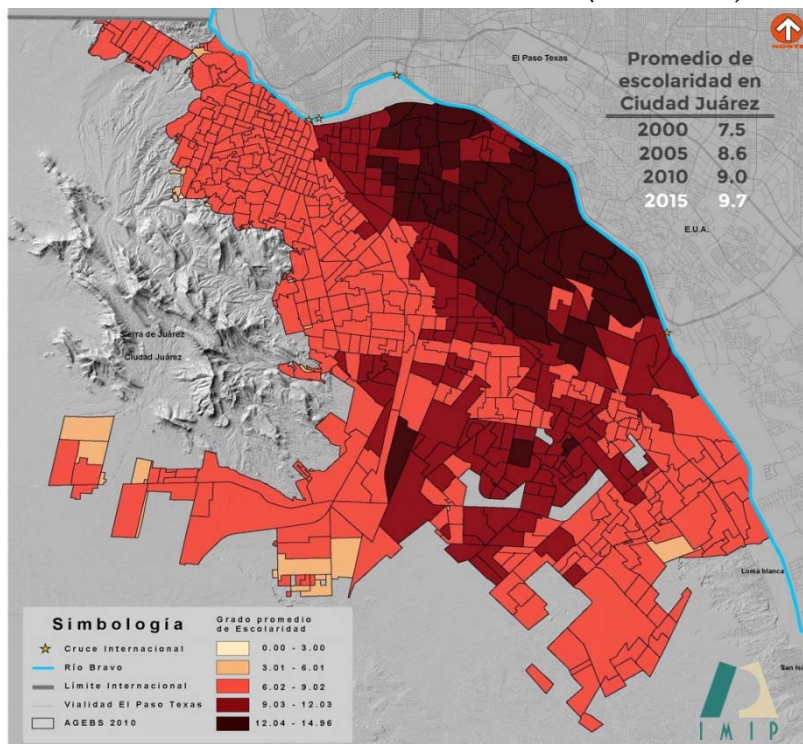 NORTE
El Paso Texas
Promedio de
escolaridad en
Ciudad Juárez
2000 7.5
2005 8.6
2010 9.0
2015 9.7
E.U.A.
Sierra de Juárez
Ciudad Juárez
Loma blanca
San Isi
Simbología
Cruce Internacional
Río Bravo
Límite Internacional
Vialidad El Paso Texas
AGEBS 2010
Grado promedio
de Escolaridad
0.00 - 3.00
3.01 - 6.01
6.02 - 9.02
9.03 - 12.03
12.04 - 14.96
IMIP